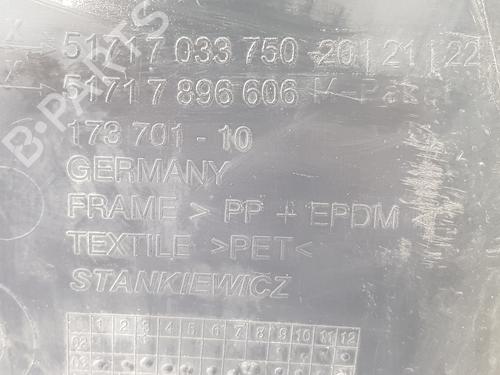 51717 033 750 20 | 21 | 22
51717 896 606 M-Paket
173 701 - 10
GERMANY
FRAME > PP + EPDM <
TEXTILE >PET<
STANKIEWICZ
1 2 3 4 5 6 7 8 9 10 11 12
B-PARTS